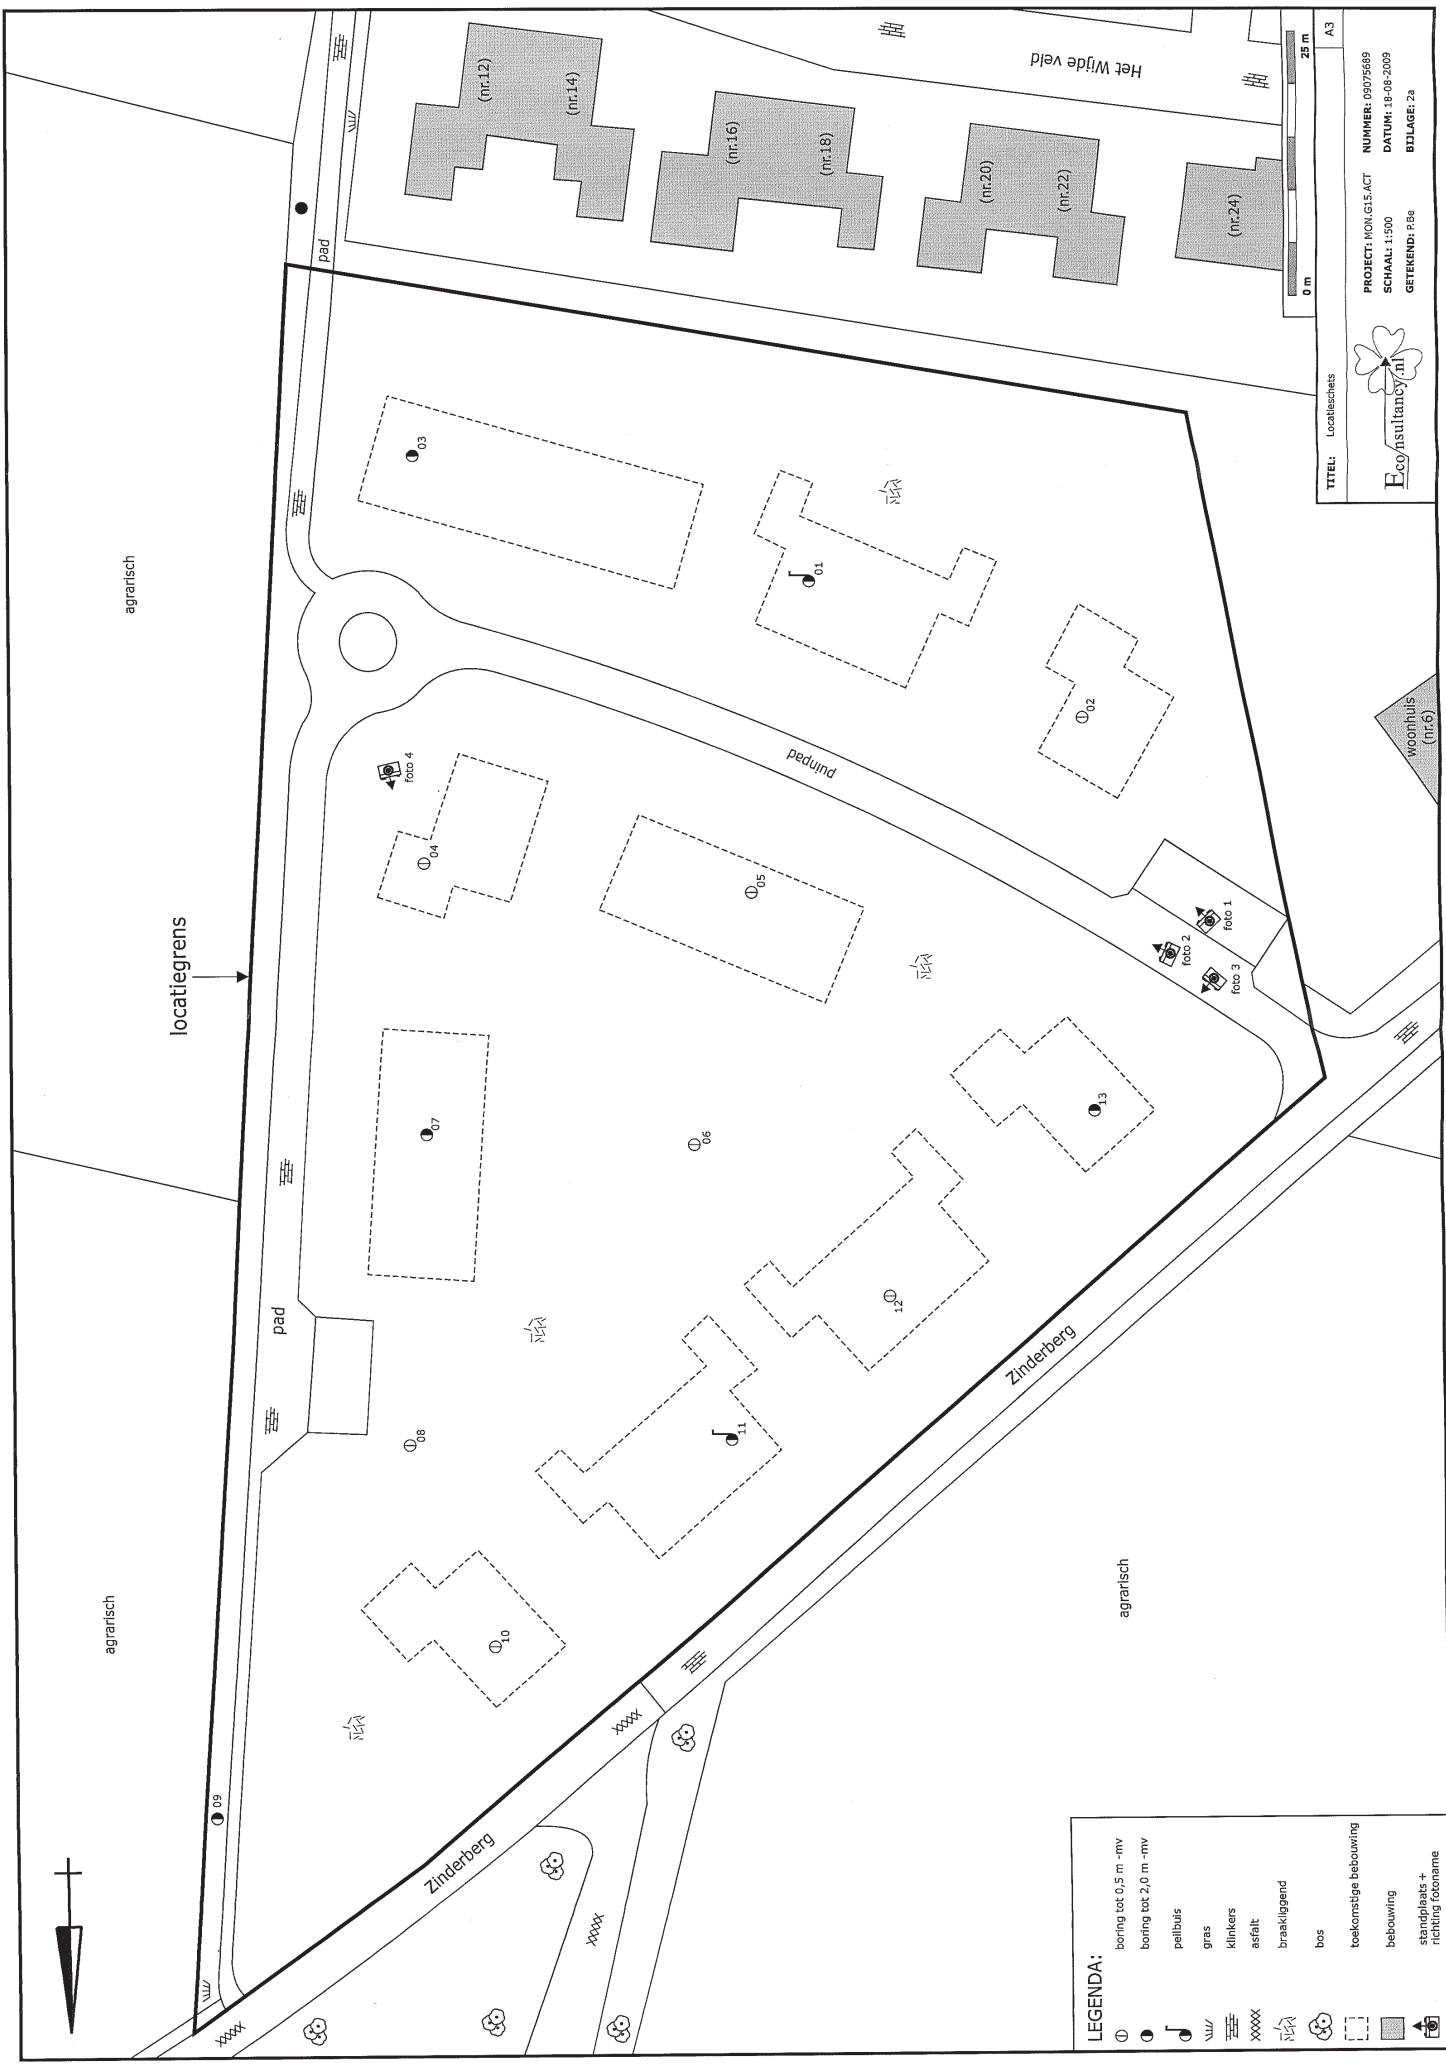 agrarisch
agrarisch
agrarisch
locatiegrens
pad
pad
puinpad
Zinderberg
Zinderberg
Het Wijde veld
(nr.12)
(nr.14)
(nr.16)
(nr.18)
(nr.20)
(nr.22)
(nr.24)
woonhuis
(nr.6)
01
02
03
04
05
06
07
08
09
10
11
12
13
foto 1
foto 2
foto 3
foto 4
LEGENDA:
boring tot 0,5 m -mv
boring tot 2,0 m -mv
peilbuis
gras
klinkers
asfalt
braakliggend
bos
toekomstige bebouwing
bebouwing
standplaats +
richting fotoname
0 m
25 m
TITEL: Locatieschets
A3
Econsultancy.nl
PROJECT: MON.G15.ACT
NUMMER: 09075689
SCHAAL: 1:500
DATUM: 18-08-2009
GETEKEND: P.Be
BIJLAGE: 2a